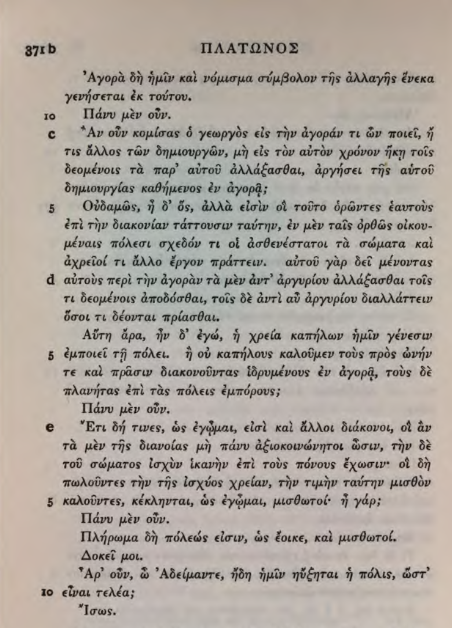 371 b ΠΛΑΤΩΝΟΣ
Ἀγορὰ δὴ ἡμῖν καὶ νόμισμα σύμβολον τῆς ἀλλαγῆς ἕνεκα
γενήσεται ἐκ τούτου.
10 Πάνυ μὲν οὖν.
c Ἂν οὖν κομίσας ὁ γεωργὸς εἰς τὴν ἀγοράν τι ὧν ποιεῖ, ἤ
τις ἄλλος τῶν δημιουργῶν, μὴ εἰς τὸν αὐτὸν χρόνον ἥκῃ τοῖς
δεομένοις τὰ παρ' αὐτοῦ ἀλλάξασθαι, ἀργήσει τῆς αὑτοῦ
δημιουργίας καθήμενος ἐν ἀγορᾷ;
5 Οὐδαμῶς, ἦ δ' ὅς, ἀλλὰ εἰσὶν οἳ τοῦτο ὁρῶντες ἑαυτοὺς
ἐπὶ τὴν διακονίαν τάττουσιν ταύτην, ἐν μὲν ταῖς ὀρθῶς οἰκου-
μέναις πόλεσι σχεδόν τι οἱ ἀσθενέστατοι τὰ σώματα καὶ
ἀχρεῖοί τι ἄλλο ἔργον πράττειν. αὐτοῦ γὰρ δεῖ μένοντας
d αὐτοὺς περὶ τὴν ἀγορὰν τὰ μὲν ἀντ' ἀργυρίου ἀλλάξασθαι τοῖς
τι δεομένοις ἀποδόσθαι, τοῖς δὲ ἀντὶ αὖ ἀργυρίου διαλλάττειν
ὅσοι τι δέονται πρίασθαι.
Αὕτη ἄρα, ἦν δ' ἐγώ, ἡ χρεία καπήλων ἡμῖν γένεσιν
5 ἐμποιεῖ τῇ πόλει. ἢ οὐ καπήλους καλοῦμεν τοὺς πρὸς ὠνήν
τε καὶ πρᾶσιν διακονοῦντας ἱδρυμένους ἐν ἀγορᾷ, τοὺς δὲ
πλανήτας ἐπὶ τὰς πόλεις ἐμπόρους;
Πάνυ μὲν οὖν.
e Ἔτι δή τινες, ὡς ἐγᾦμαι, εἰσὶ καὶ ἄλλοι διάκονοι, οἳ ἂν
τὰ μὲν τῆς διανοίας μὴ πάνυ ἀξιοκοινώνητοι ὦσιν, τὴν δὲ
τοῦ σώματος ἰσχὺν ἱκανὴν ἐπὶ τοὺς πόνους ἔχωσιν· οἳ δὴ
πωλοῦντες τὴν τῆς ἰσχύος χρείαν, τὴν τιμὴν ταύτην μισθὸν
5 καλοῦντες, κέκληνται, ὡς ἐγᾦμαι, μισθωτοί· ἦ γάρ;
Πάνυ μὲν οὖν.
Πλήρωμα δὴ πόλεώς εἰσιν, ὡς ἔοικε, καὶ μισθωτοί.
Δοκεῖ μοι.
Ἆρ' οὖν, ὦ Ἀδείμαντε, ἤδη ἡμῖν ηὔξηται ἡ πόλις, ὥστ'
10 εἶναι τελέα;
Ἴσως.